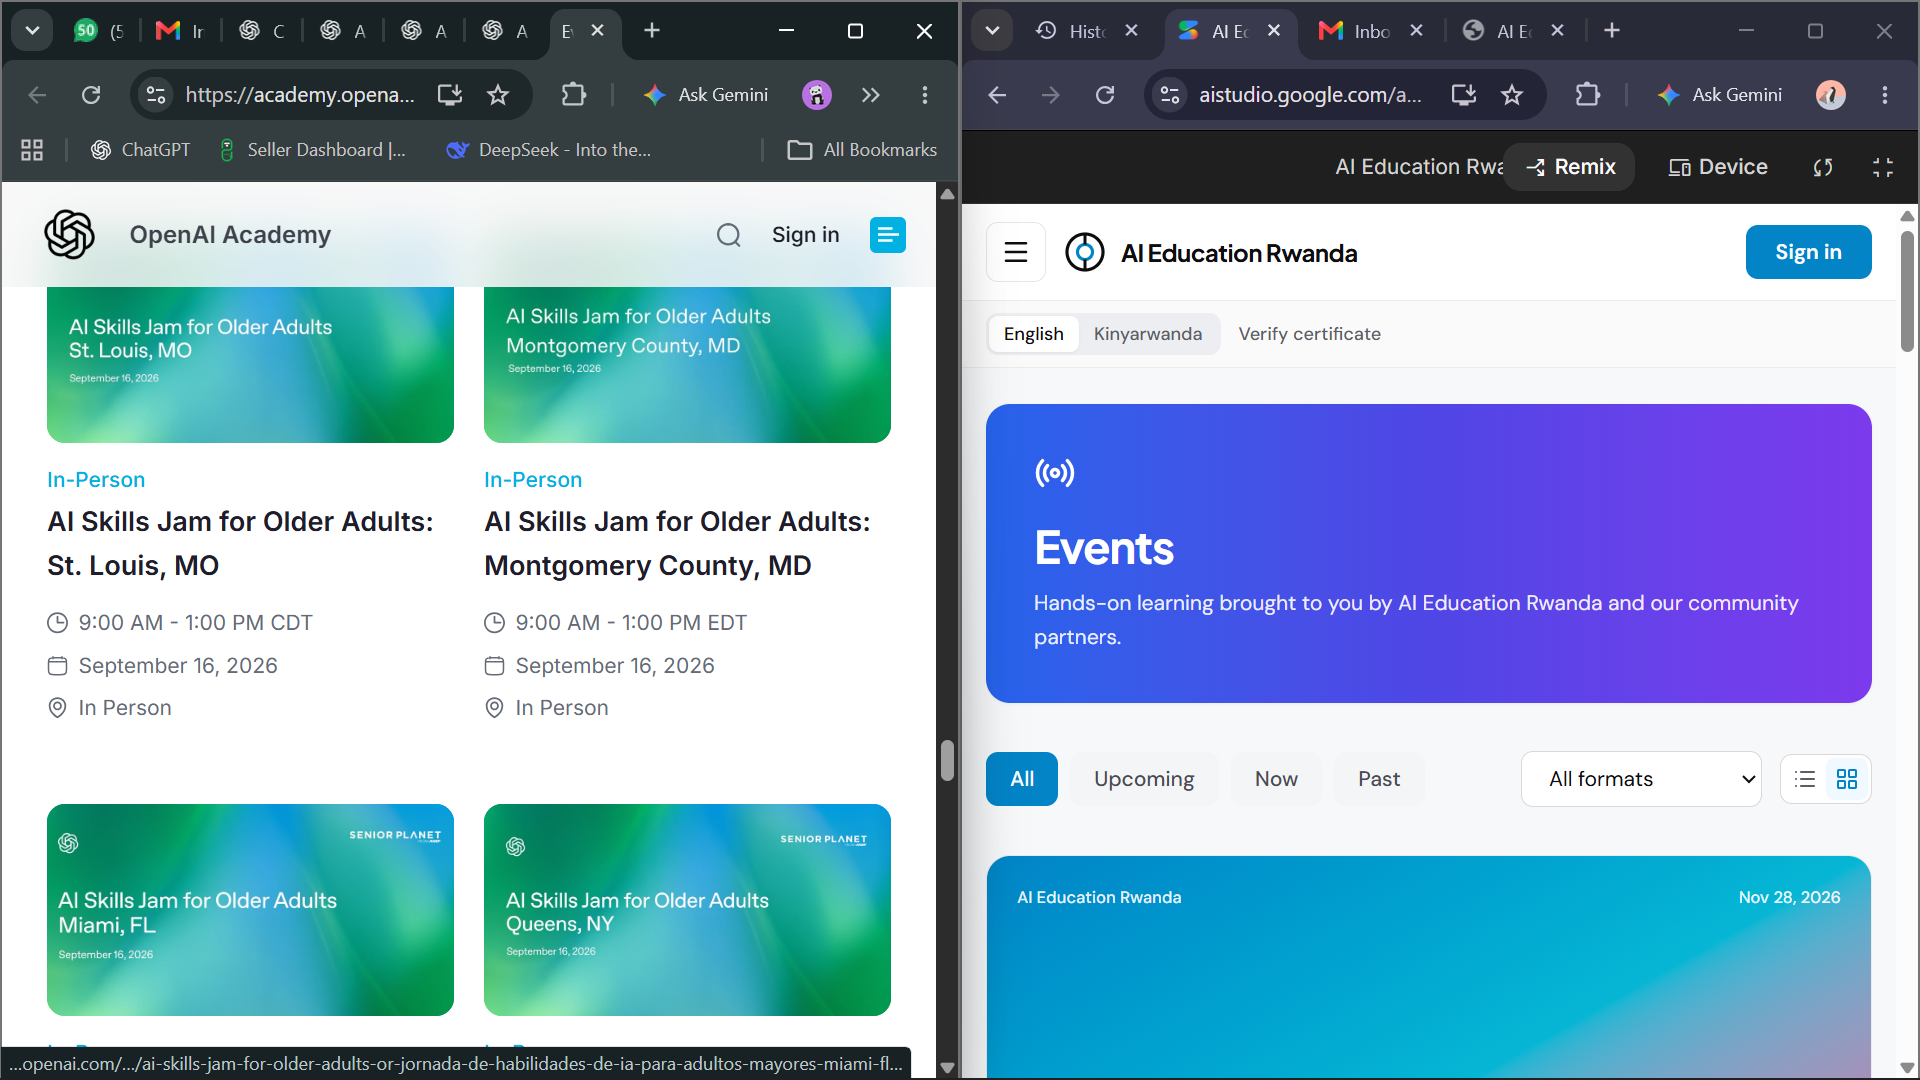 50
(5
Ir
C
A
A
A
E
https://academy.opena...
Ask Gemini
ChatGPT
Seller Dashboard |...
DeepSeek - Into the...
All Bookmarks
OpenAI Academy
Sign in
AI Skills Jam for Older Adults
St. Louis, MO
September 16, 2026
AI Skills Jam for Older Adults
Montgomery County, MD
September 16, 2026
In-Person
AI Skills Jam for Older Adults:
St. Louis, MO
9:00 AM - 1:00 PM CDT
September 16, 2026
In Person
In-Person
AI Skills Jam for Older Adults:
Montgomery County, MD
9:00 AM - 1:00 PM EDT
September 16, 2026
In Person
SENIOR PLANET
AI Skills Jam for Older Adults
Miami, FL
September 16, 2026
SENIOR PLANET
AI Skills Jam for Older Adults
Queens, NY
September 16, 2026
...openai.com/.../ai-skills-jam-for-older-adults-or-jornada-de-habilidades-de-ia-para-adultos-mayores-miami-fl...
Histo
AI Ec
Inbo
AI E
aistudio.google.com/a...
Ask Gemini
AI Education Rwa
Remix
Device
AI Education Rwanda
Sign in
English
Kinyarwanda
Verify certificate
Events
Hands-on learning brought to you by AI Education Rwanda and our community
partners.
All
Upcoming
Now
Past
All formats
AI Education Rwanda
Nov 28, 2026